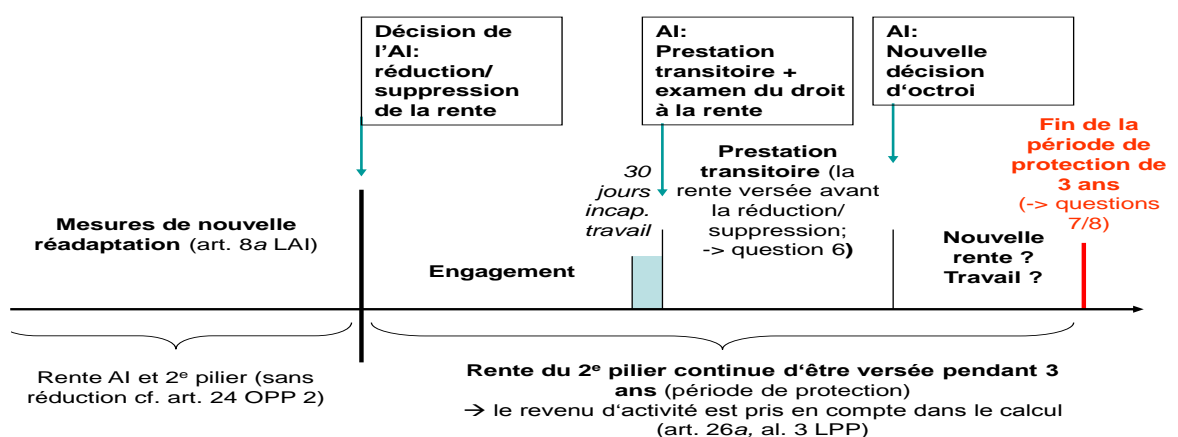 Décision de
l'AI:
réduction/
suppression
de la rente
AI:
Prestation
transitoire +
examen du droit
à la rente
AI:
Nouvelle
décision
d'octroi
Fin de la
période de
protection de
3 ans
(-> questions
7/8)
30
jours
incap.
travail
Prestation
transitoire (la
rente versée avant
la réduction/
suppression;
-> question 6)
Mesures de nouvelle
réadaptation (art. 8a LAI)
Engagement
Nouvelle
rente ?
Travail ?
Rente AI et 2e pilier (sans
réduction cf. art. 24 OPP 2)
Rente du 2e pilier continue d'être versée pendant 3
ans (période de protection)
→ le revenu d'activité est pris en compte dans le calcul
(art. 26a, al. 3 LPP)